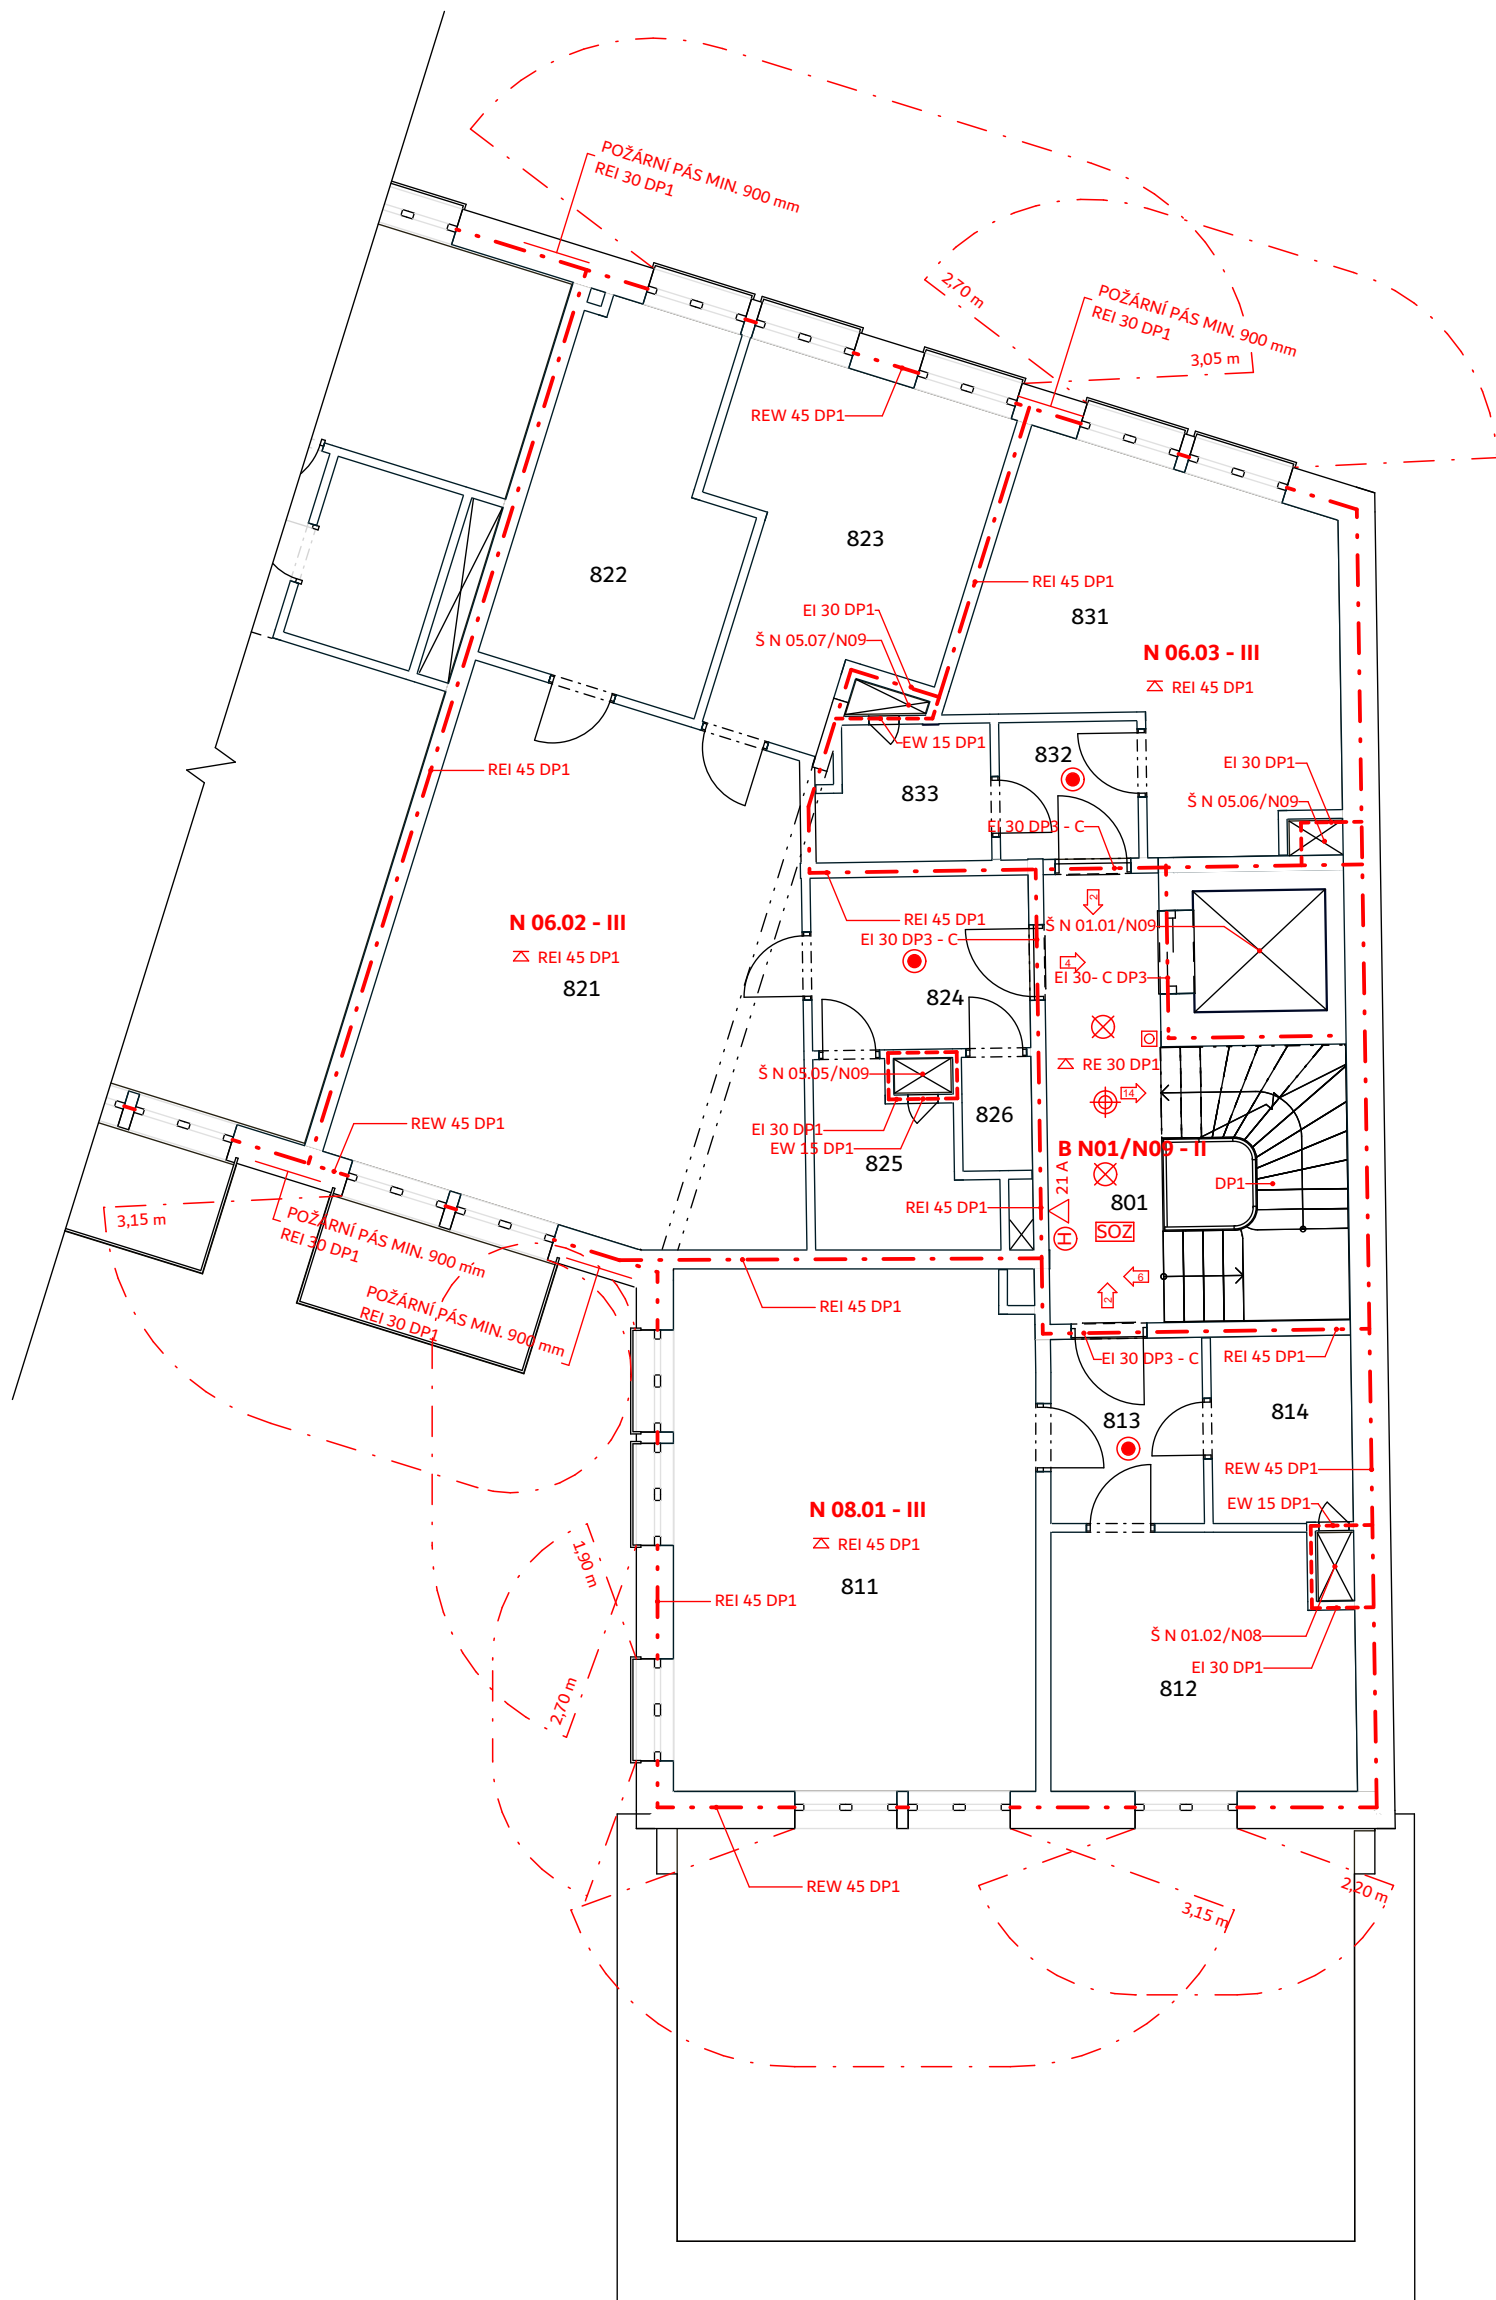 POŽÁRNÍ PÁS MIN. 900 mm
REI 30 DP1
2,70 m
POŽÁRNÍ PÁS MIN. 900 mm
REI 30 DP1
3,05 m
REW 45 DP1
823
822
REI 45 DP1
EI 30 DP1
831
Š N 05.07/N09
N 06.03 - III
REI 45 DP1
EW 15 DP1
832
EI 30 DP1
REI 45 DP1
833
Š N 05.06/N09
EI 30 DP3 - C
2
N 06.02 - III
REI 45 DP1
Š N 01.01/N09
EI 30 DP3 - C
REI 45 DP1
4
EI 30- C DP3
821
824
RE 30 DP1
Š N 05.05/N09
14
826
REW 45 DP1
EI 30 DP1
EW 15 DP1
B N01/N09 - II
825
21 A
DP1
801
REI 45 DP1
3,15 m
SOZ
H
POŽÁRNÍ PÁS MIN. 900 mm
REI 30 DP1
6
2
POŽÁRNÍ PÁS MIN. 900 mm
REI 30 DP1
REI 45 DP1
EI 30 DP3 - C
REI 45 DP1
813
814
REW 45 DP1
EW 15 DP1
N 08.01 - III
REI 45 DP1
1,90 m
811
REI 45 DP1
Š N 01.02/N08
EI 30 DP1
812
2,70 m
REW 45 DP1
2,20 m
3,15 m